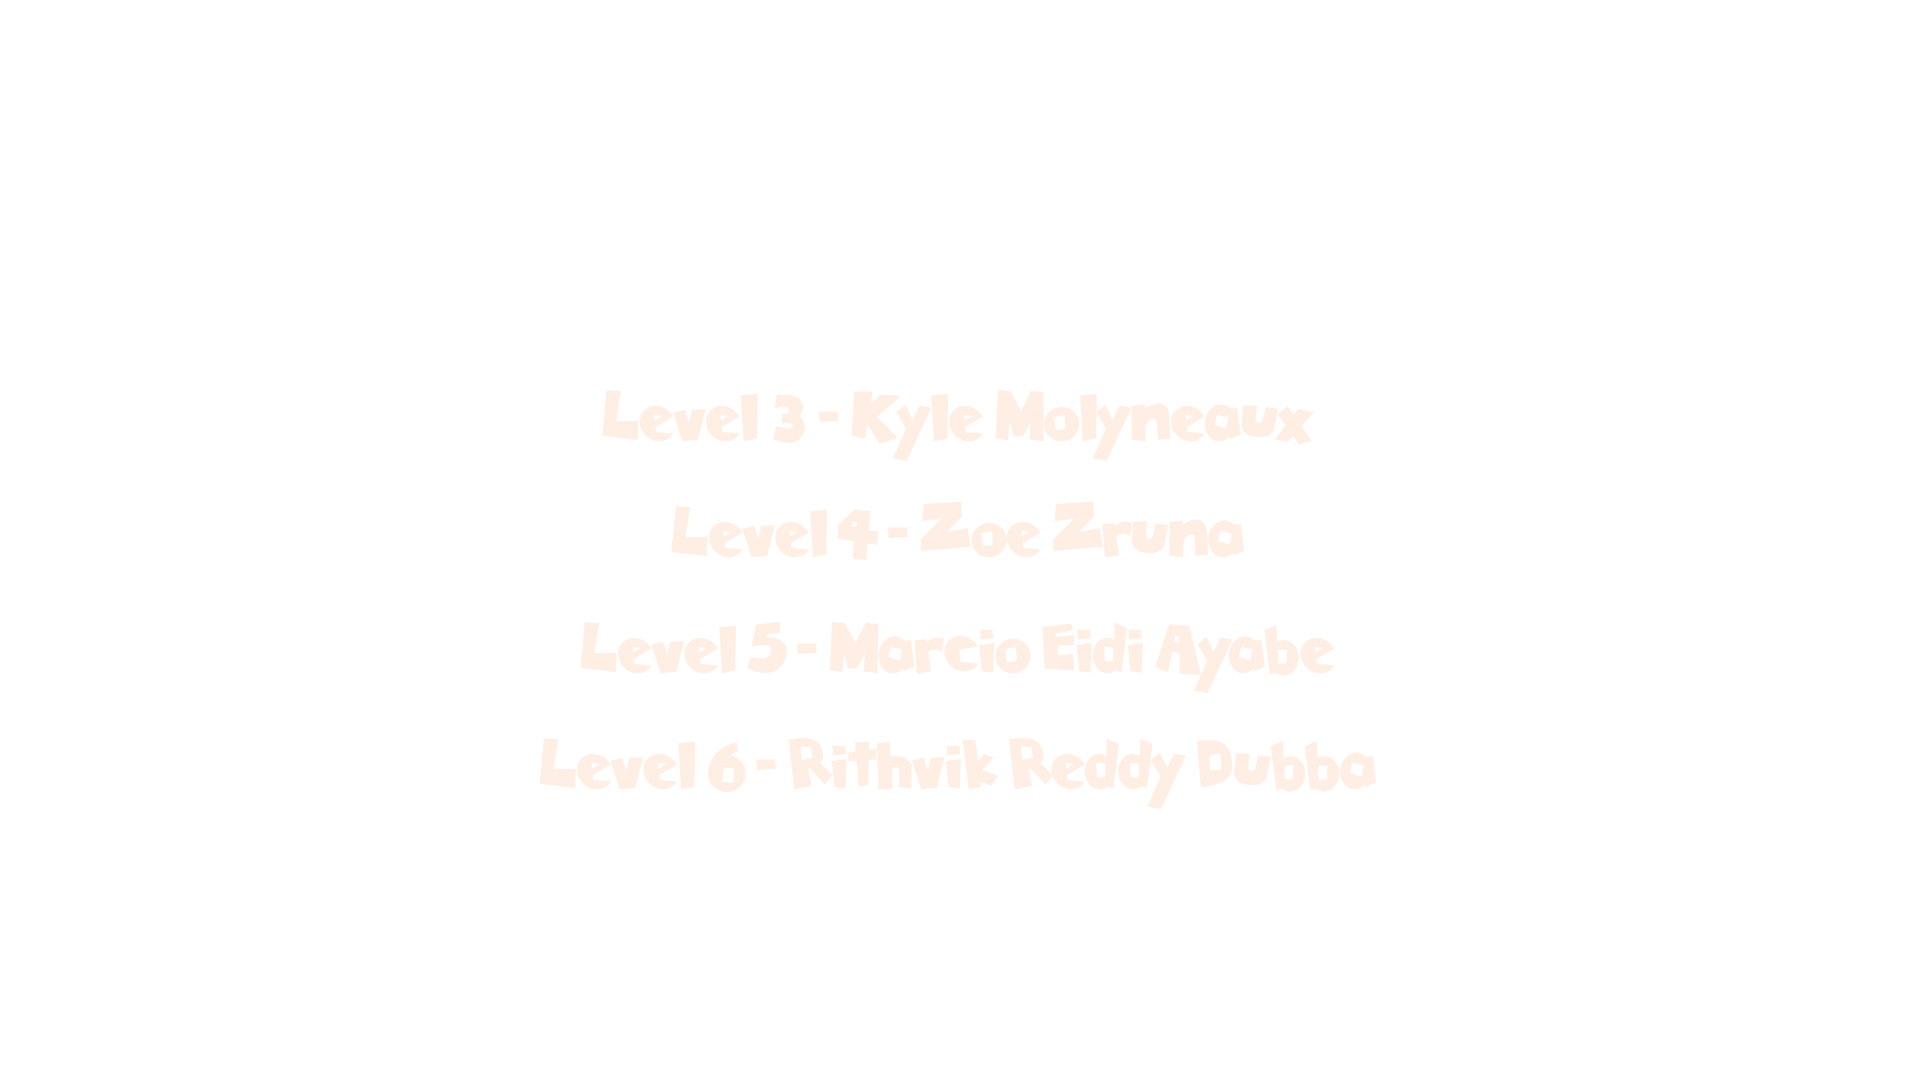 Level 3 - Kyle Molyneaux
Level 4 - Zoe Zruna
Level 5 - Marcio Eidi Ayabe
Level 6 - Rithvik Reddy Dubba